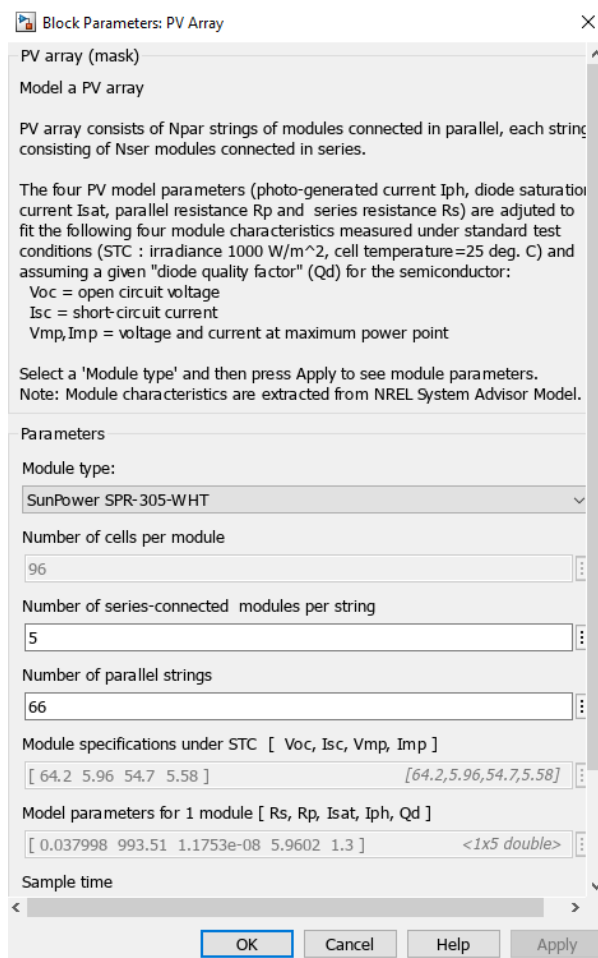 Block Parameters: PV Array
PV array (mask)
Model a PV array
PV array consists of Npar strings of modules connected in parallel, each string
consisting of Nser modules connected in series.
The four PV model parameters (photo-generated current Iph, diode saturation
current Isat, parallel resistance Rp and series resistance Rs) are adjuted to
fit the following four module characteristics measured under standard test
conditions (STC : irradiance 1000 W/m^2, cell temperature=25 deg. C) and
assuming a given "diode quality factor" (Qd) for the semiconductor:
Voc = open circuit voltage
Isc = short-circuit current
Vmp,Imp = voltage and current at maximum power point
Select a 'Module type' and then press Apply to see module parameters.
Note: Module characteristics are extracted from NREL System Advisor Model.
Parameters
Module type:
SunPower SPR-305-WHT
Number of cells per module
96
Number of series-connected modules per string
5
Number of parallel strings
66
Module specifications under STC [ Voc, Isc, Vmp, Imp ]
[ 64.2 5.96 54.7 5.58 ] [64.2,5.96,54.7,5.58]
Model parameters for 1 module [ Rs, Rp, Isat, Iph, Qd ]
[ 0.037998 993.51 1.1753e-08 5.9602 1.3 ] <1x5 double>
Sample time
OK Cancel Help Apply